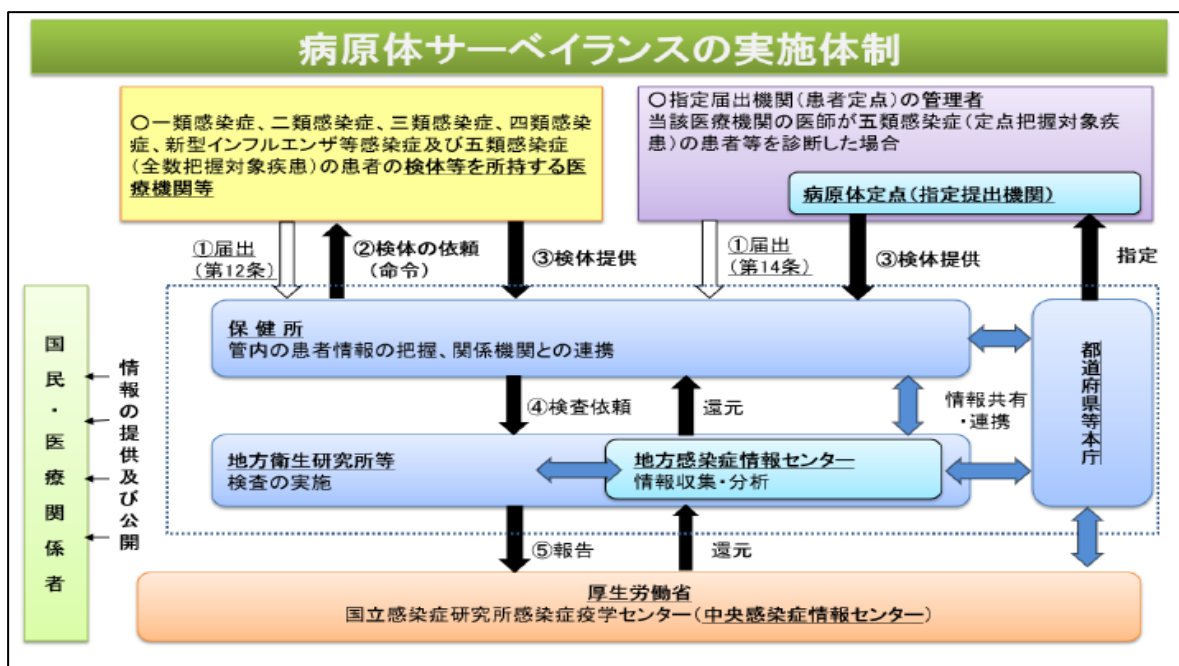 病原体サーベイランスの実施体制
〇一類感染症、二類感染症、三類感染症、四類感染
症、新型インフルエンザ等感染症及び五類感染症
(全数把握対象疾患)の患者の検体等を所持する医
療機関等
〇指定届出機関(患者定点)の管理者
当該医療機関の医師が五類感染症(定点把握対象疾
患)の患者等を診断した場合
病原体定点(指定提出機関)
①届出
(第12条)
②検体の依頼
(命令)
③検体提供
①届出
(第14条)
③検体提供
指定
国民・医療関係者
情報の提供及び公開
保健所
管内の患者情報の把握、関係機関との連携
都道府県等本庁
④検査依頼
還元
情報共有
・連携
地方衛生研究所等
検査の実施
地方感染症情報センター
情報収集・分析
⑤報告
還元
厚生労働省
国立感染症研究所感染症疫学センター(中央感染症情報センター)